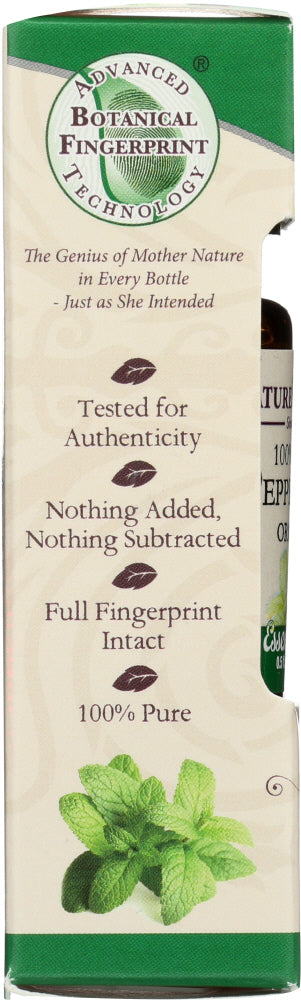 ADVANCED
BOTANICAL
FINGERPRINT
TECHNOLOGY
®
The Genius of Mother Nature
in Every Bottle
- Just as She Intended
Tested for
Authenticity
Nothing Added,
Nothing Subtracted
Full Fingerprint
Intact
100% Pure